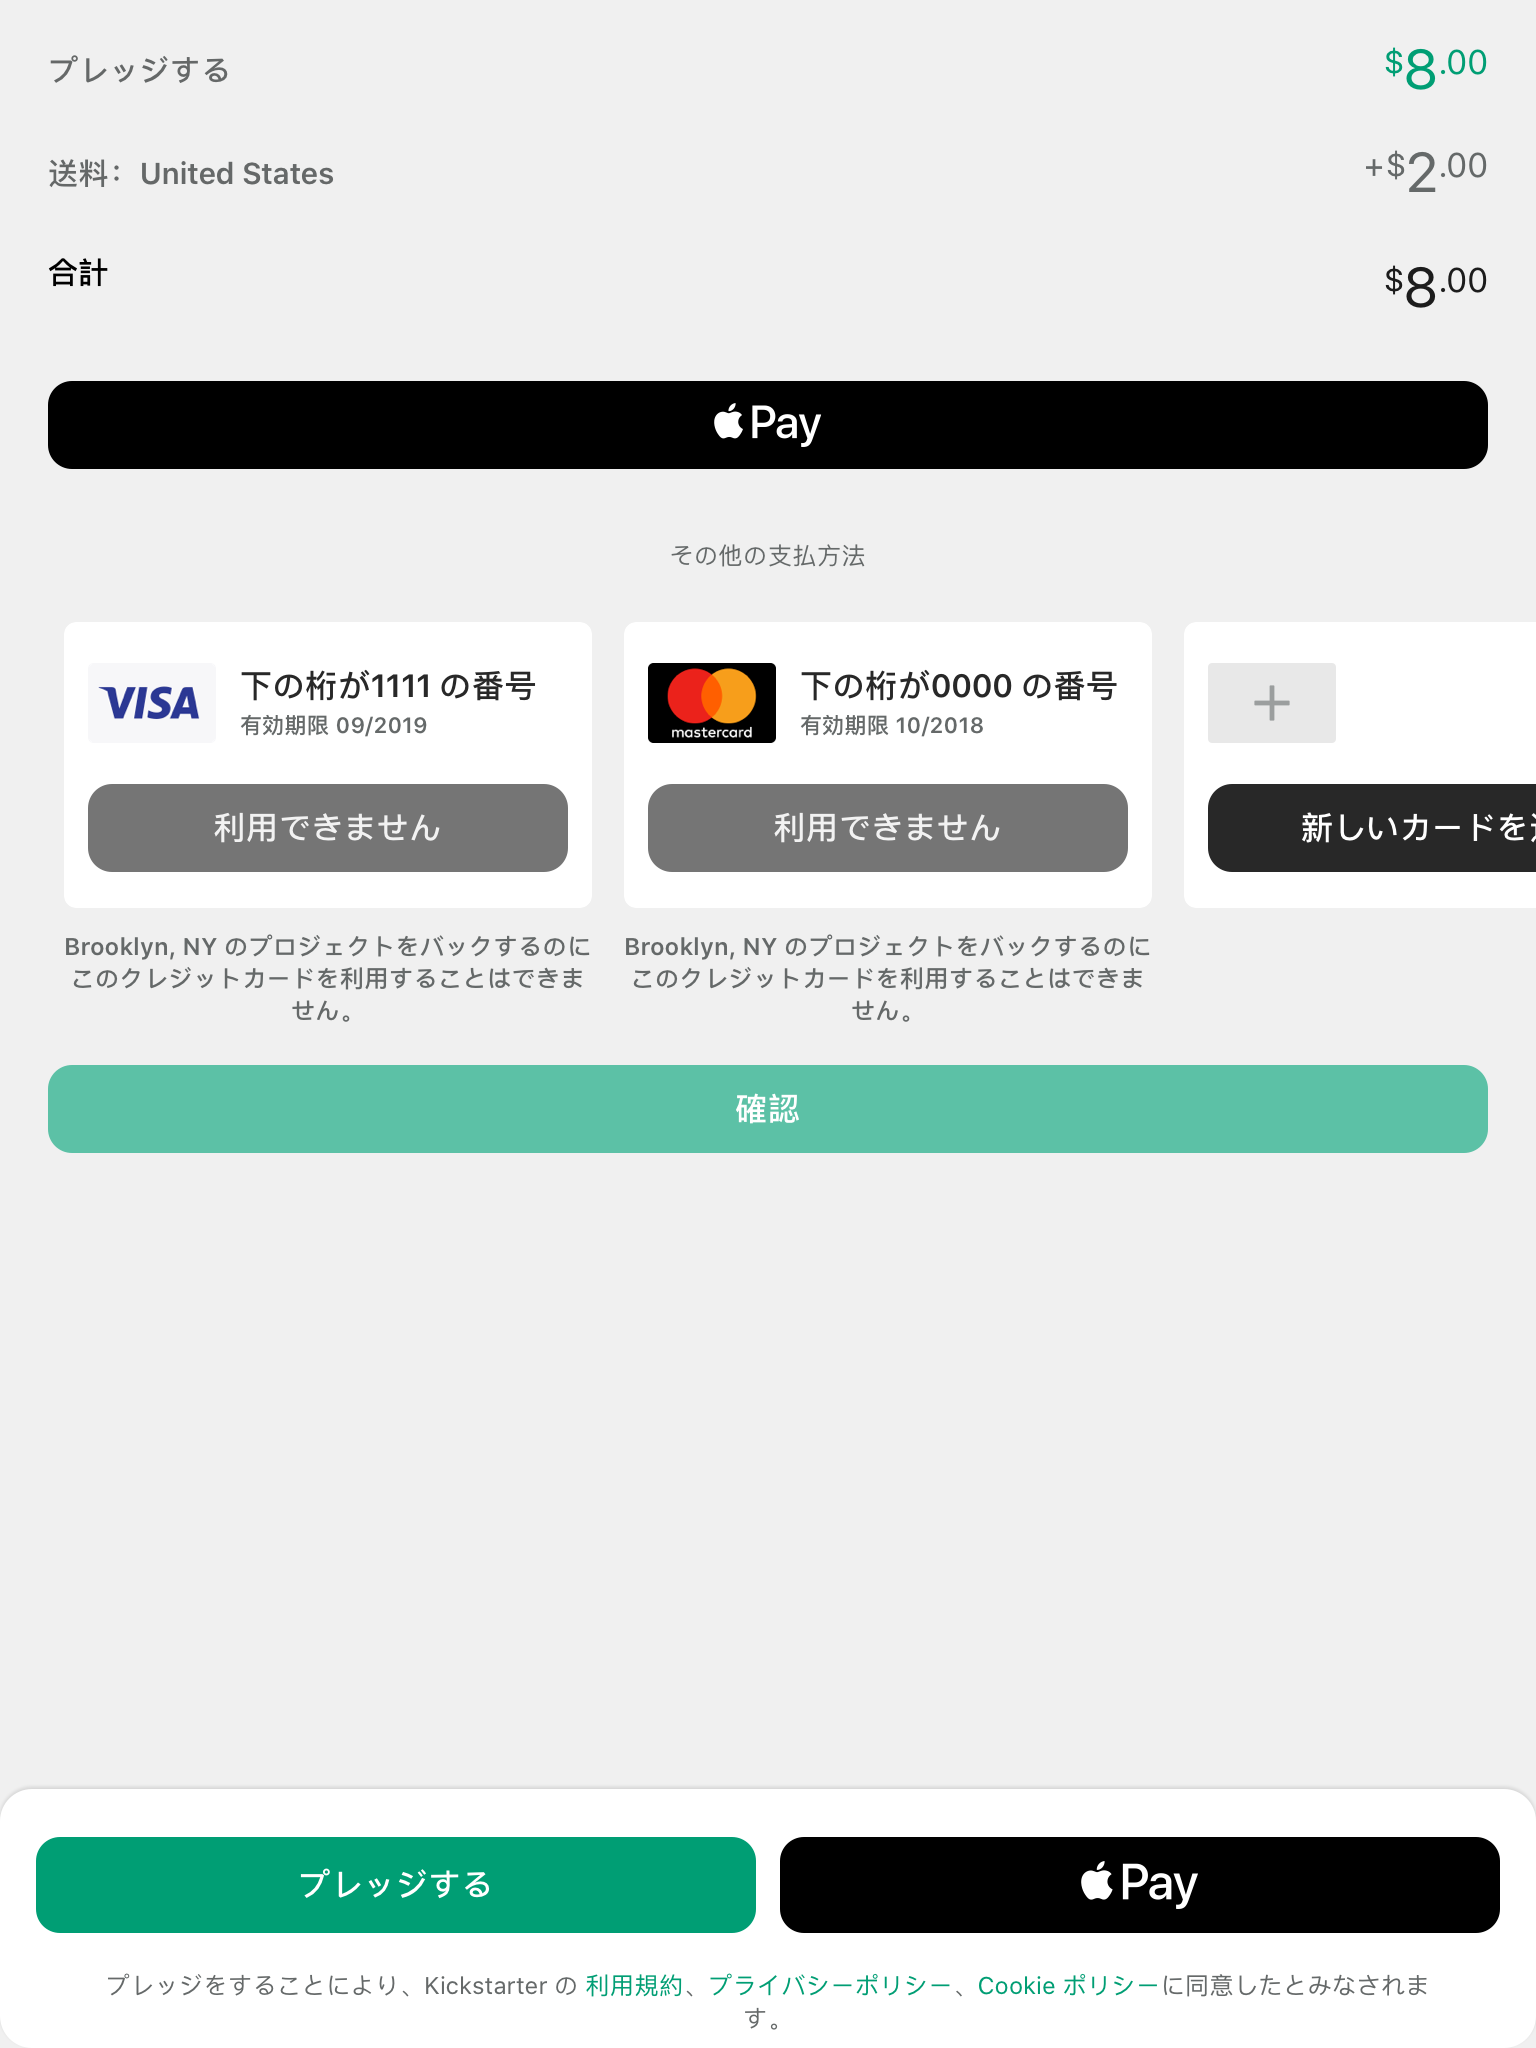 プレッジする $8.00
送料： United States +$2.00
合計 $8.00
Pay
その他の支払方法
VISA 下の桁が1111 の番号
有効期限 09/2019
利用できません
Brooklyn, NY のプロジェクトをバックするのに
このクレジットカードを利用することはできま
せん。
mastercard 下の桁が0000 の番号
有効期限 10/2018
利用できません
Brooklyn, NY のプロジェクトをバックするのに
このクレジットカードを利用することはできま
せん。
新しいカードを
確認
プレッジする
Pay
プレッジをすることにより、Kickstarter の 利用規約、プライバシーポリシー、Cookie ポリシーに同意したとみなされま
す。